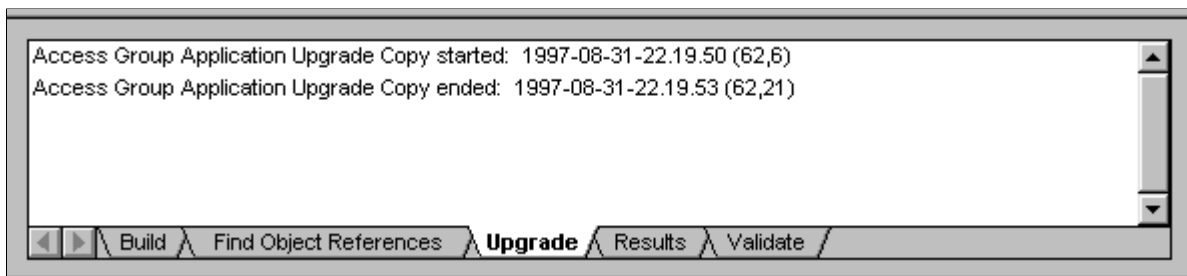 Access Group Application Upgrade Copy started:  1997-08-31-22.19.50 (62,6)
Access Group Application Upgrade Copy ended:  1997-08-31-22.19.53 (62,21)
Build Find Object References Upgrade Results Validate